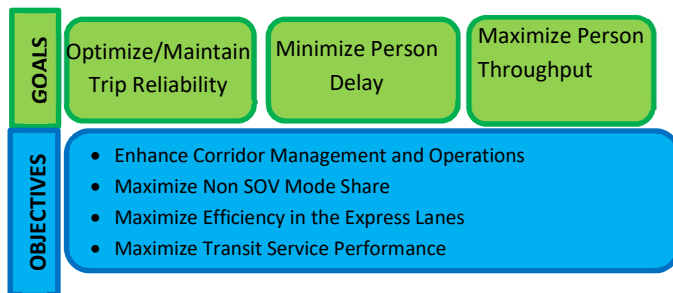 GOALS
Optimize/Maintain
Trip Reliability
Minimize Person
Delay
Maximize Person
Throughput
OBJECTIVES
• Enhance Corridor Management and Operations
• Maximize Non SOV Mode Share
• Maximize Efficiency in the Express Lanes
• Maximize Transit Service Performance